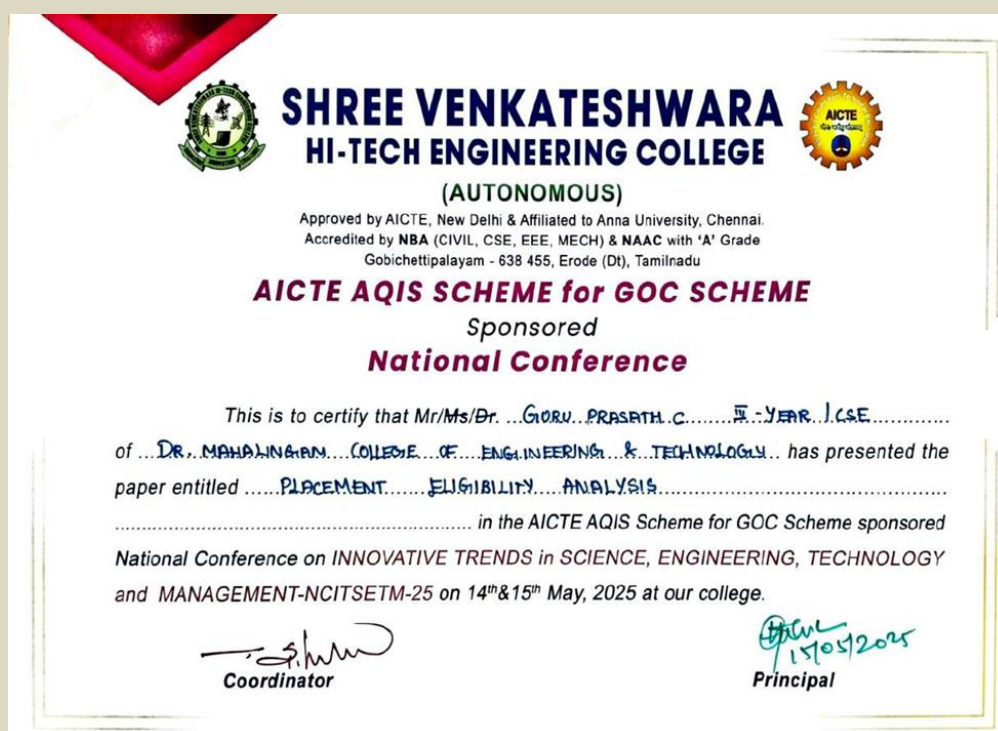 SHREE VENKATESHWARA
HI-TECH ENGINEERING COLLEGE
AICTE
(AUTONOMOUS)
Approved by AICTE, New Delhi & Affiliated to Anna University, Chennai.
Accredited by NBA (CIVIL, CSE, EEE, MECH) & NAAC with 'A' Grade
Gobichettipalayam - 638 455, Erode (Dt), Tamilnadu
AICTE AQIS SCHEME for GOC SCHEME
Sponsored
National Conference
This is to certify that Mr/Ms/Dr. ...GORU PRASATH.C......III-YEAR / CSE.............
of ...DR. MAHALINGAM....COLLEGE...OF...ENGINEERING...&..TECHNOLOGY.. has presented the
paper entitled ......PLACEMENT......ELIGIBILITY....ANALYSIS...................................................
................................................................. in the AICTE AQIS Scheme for GOC Scheme sponsored
National Conference on INNOVATIVE TRENDS in SCIENCE, ENGINEERING, TECHNOLOGY
and MANAGEMENT-NCITSETM-25 on 14th&15th May, 2025 at our college.
15/05/2025
Coordinator
Principal